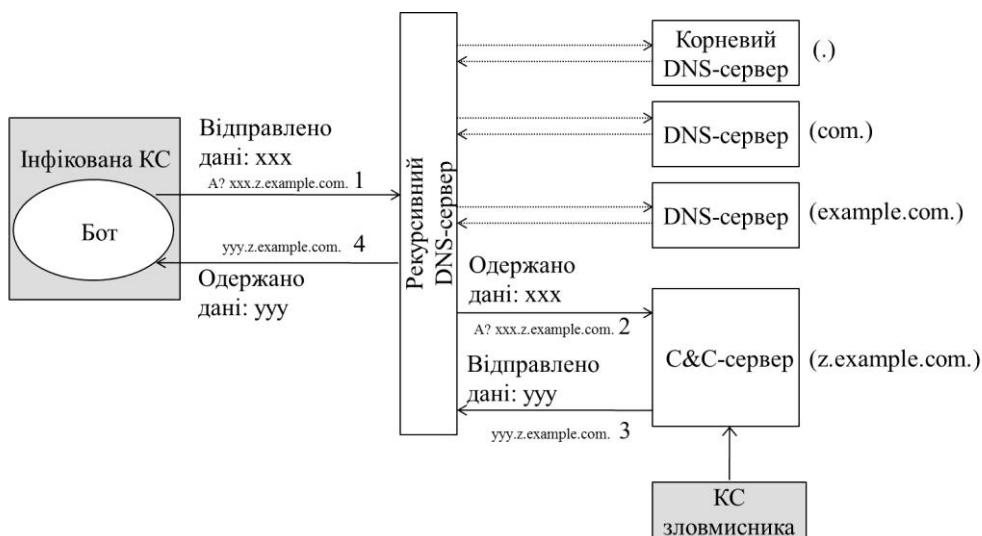 Інфікована КС
Бот
Відправлено
дані: xxx
A? xxx.z.example.com. 1
yyy.z.example.com. 4
Одержано
дані: yyy
Рекурсивний
DNS-сервер
Корневий
DNS-сервер
(.)
DNS-сервер
(com.)
DNS-сервер
(example.com.)
Одержано
дані: xxx
A? xxx.z.example.com. 2
Відправлено
дані: yyy
yyy.z.example.com. 3
C&C-сервер
(z.example.com.)
КС
зловмисника